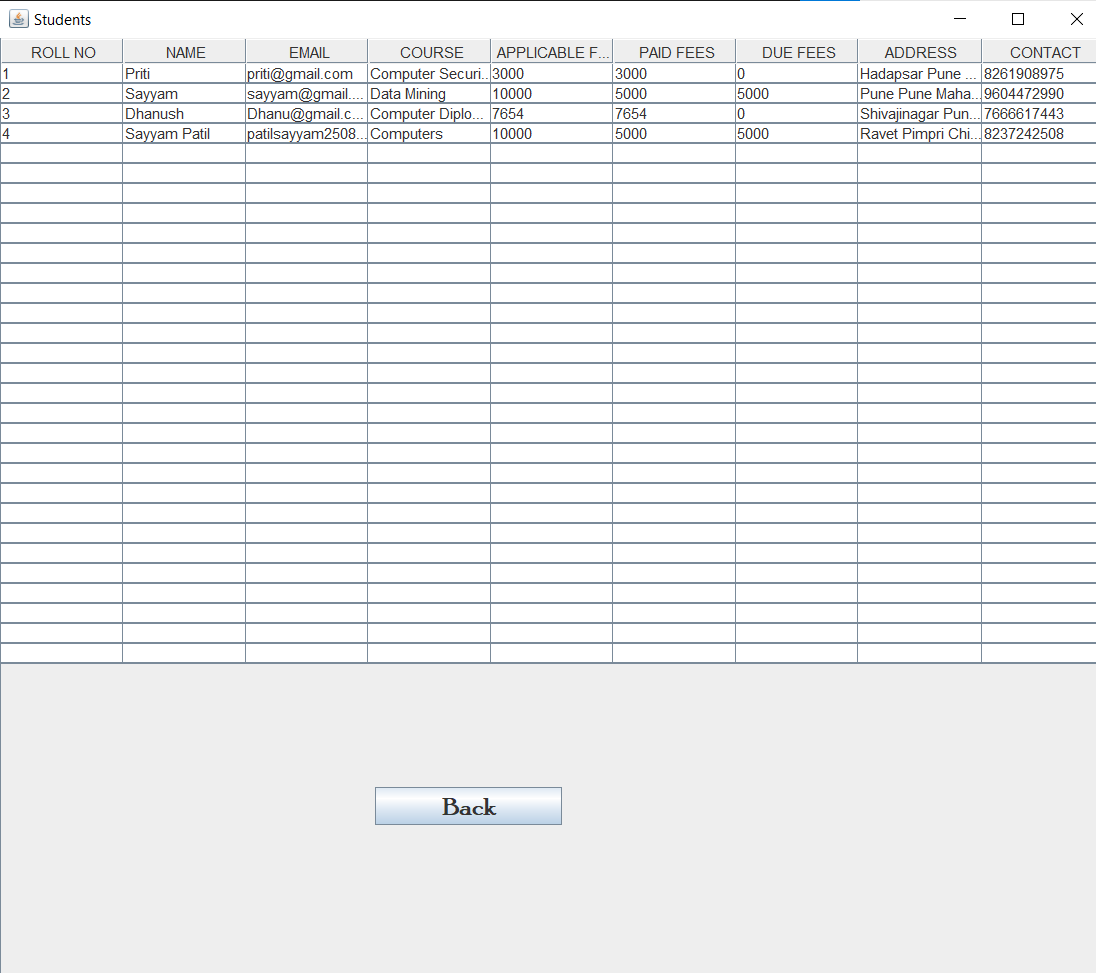 Students
ROLL NO NAME EMAIL COURSE APPLICABLE F... PAID FEES DUE FEES ADDRESS CONTACT
1 Priti priti@gmail.com Computer Securi... 3000 3000 0 Hadapsar Pune ... 8261908975
2 Sayyam sayyam@gmail.... Data Mining 10000 5000 5000 Pune Pune Maha... 9604472990
3 Dhanush Dhanu@gmail.c... Computer Diplo... 7654 7654 0 Shivajinagar Pun... 7666617443
4 Sayyam Patil patilsayyam2508... Computers 10000 5000 5000 Ravet Pimpri Chi... 8237242508
Back